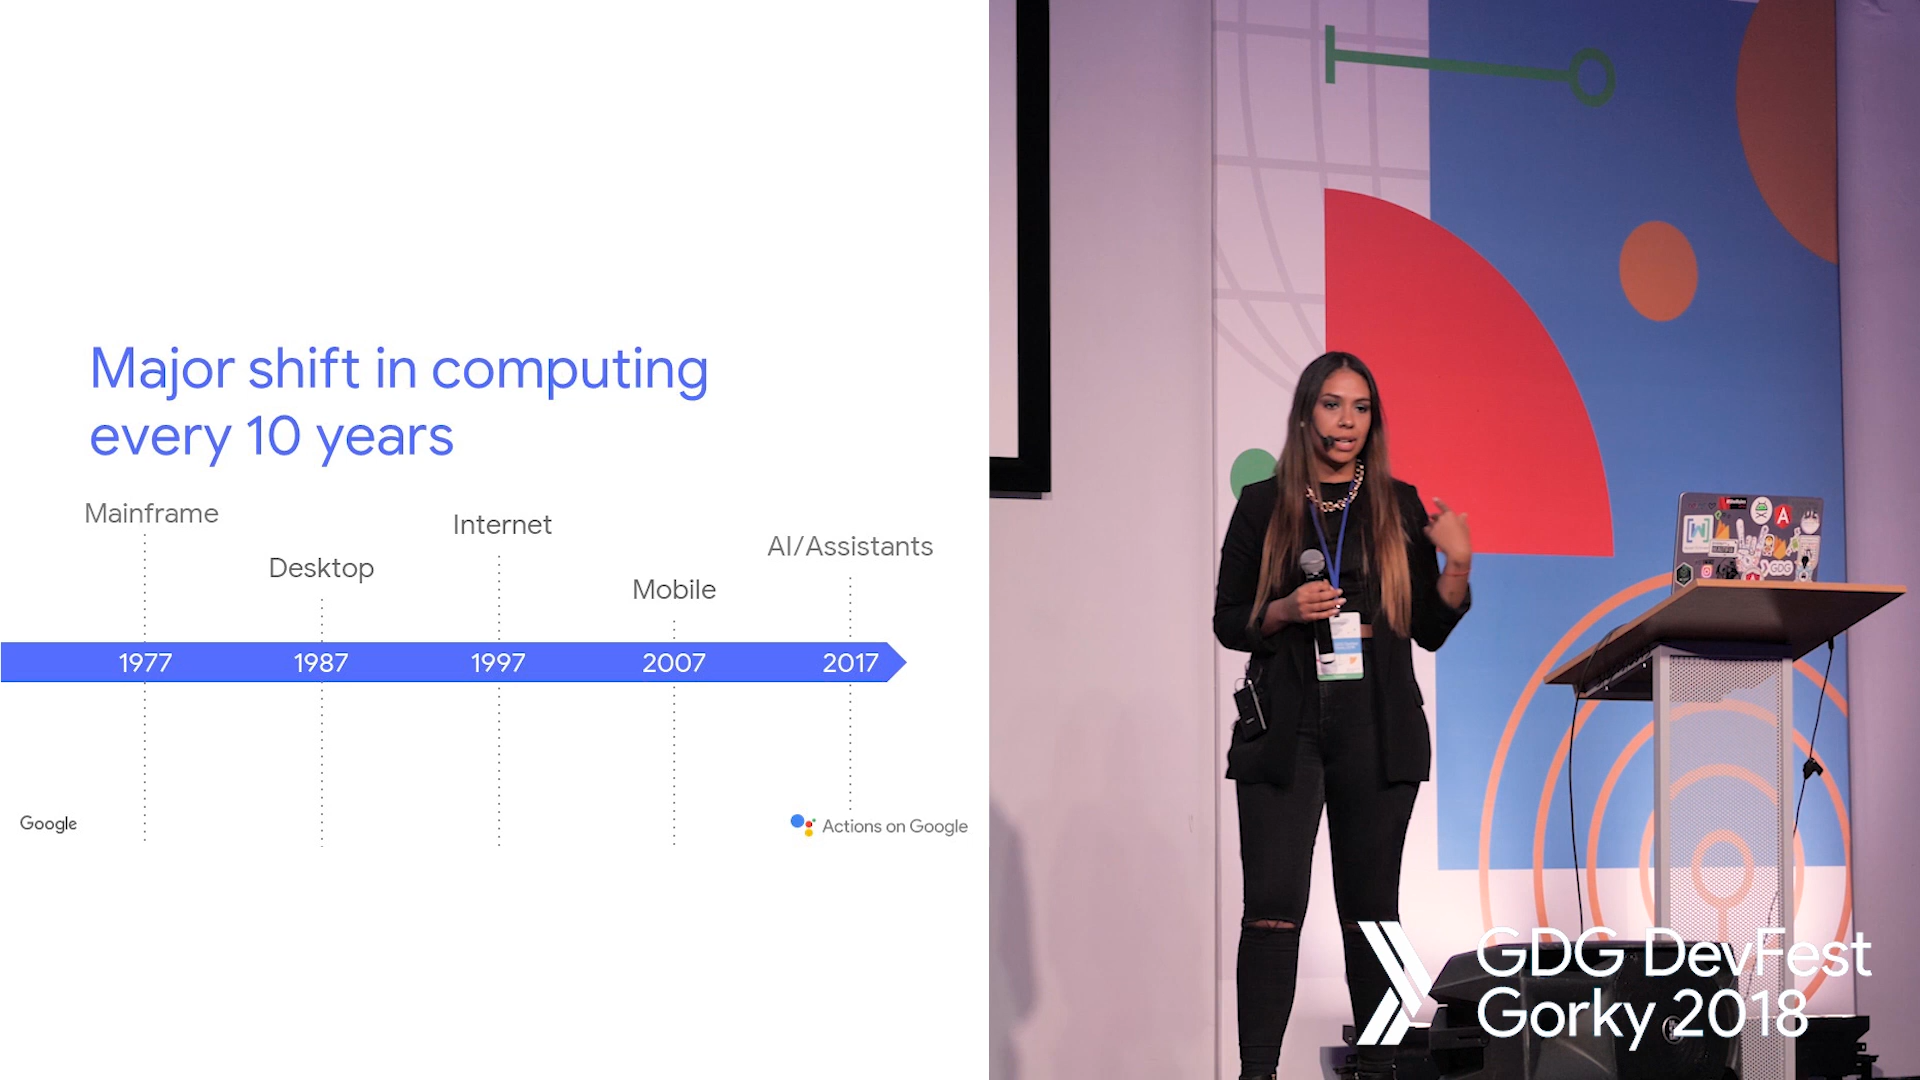 Major shift in computing
every 10 years
Mainframe
Desktop
Internet
Mobile
AI/Assistants
1977 1987 1997 2007 2017
Google
Actions on Google
GDG DevFest
Gorky 2018
GDG